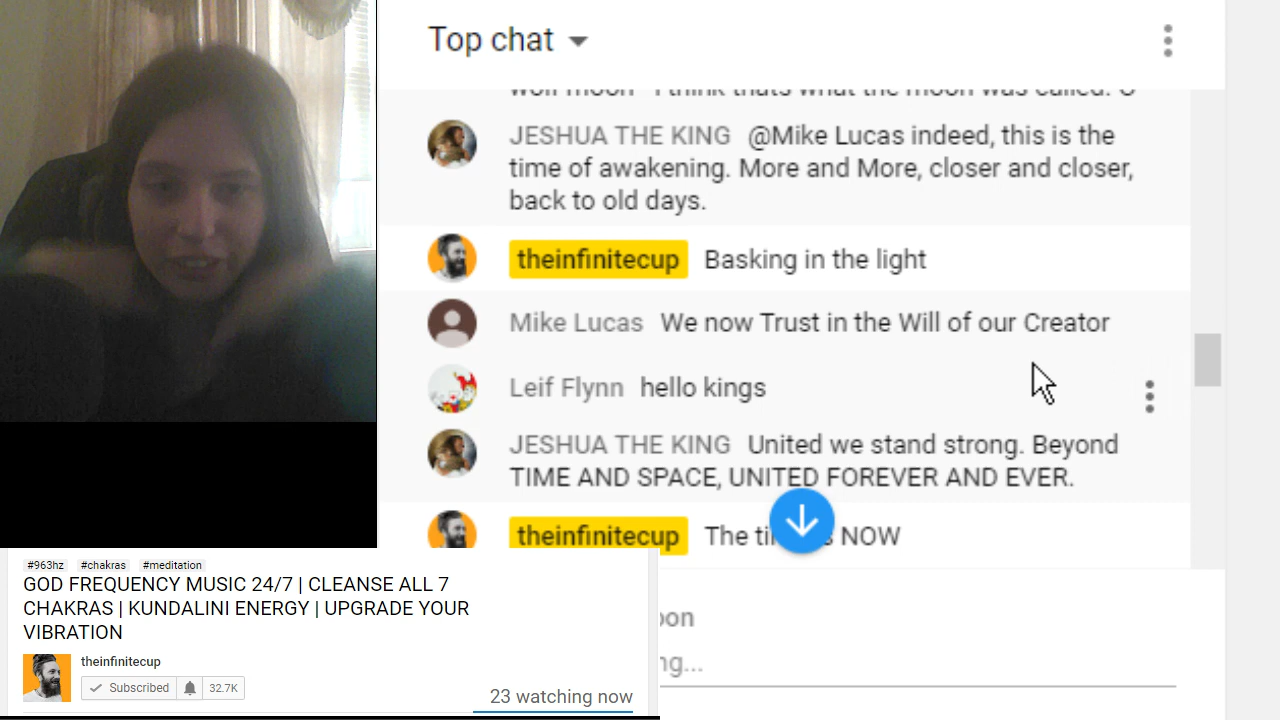 Top chat
JESHUA THE KING @Mike Lucas indeed, this is the
time of awakening. More and More, closer and closer,
back to old days.
theinfinitecup Basking in the light
Mike Lucas We now Trust in the Will of our Creator
Leif Flynn hello kings
JESHUA THE KING United we stand strong. Beyond
TIME AND SPACE, UNITED FOREVER AND EVER.
theinfinitecup The NOW
#963hz #chakras #meditation
GOD FREQUENCY MUSIC 24/7 | CLEANSE ALL 7
CHAKRAS | KUNDALINI ENERGY | UPGRADE YOUR
VIBRATION
theinfinitecup
Subscribed 32.7K
23 watching now